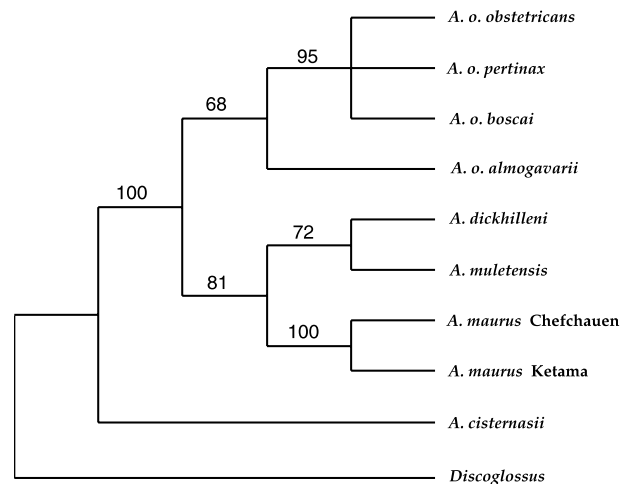 A. o. obstetricans
95
A. o. pertinax
68
A. o. boscai
A. o. almogavarii
100
A. dickhilleni
72
A. muletensis
81
A. maurus Chefchauen
100
A. maurus Ketama
A. cisternasii
Discoglossus